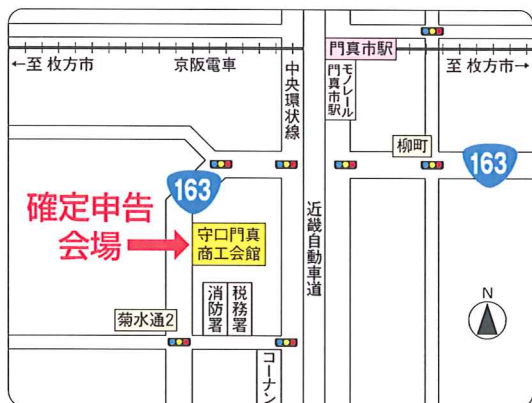 門真市駅
←至 枚方市
京阪電車
中央環状線
モノレール
門真市駅
至 枚方市→
柳町
163
163
確定申告
会場
守口門真
商工会館
近畿自動車道
消防署
税務署
菊水通2
N
コーナン